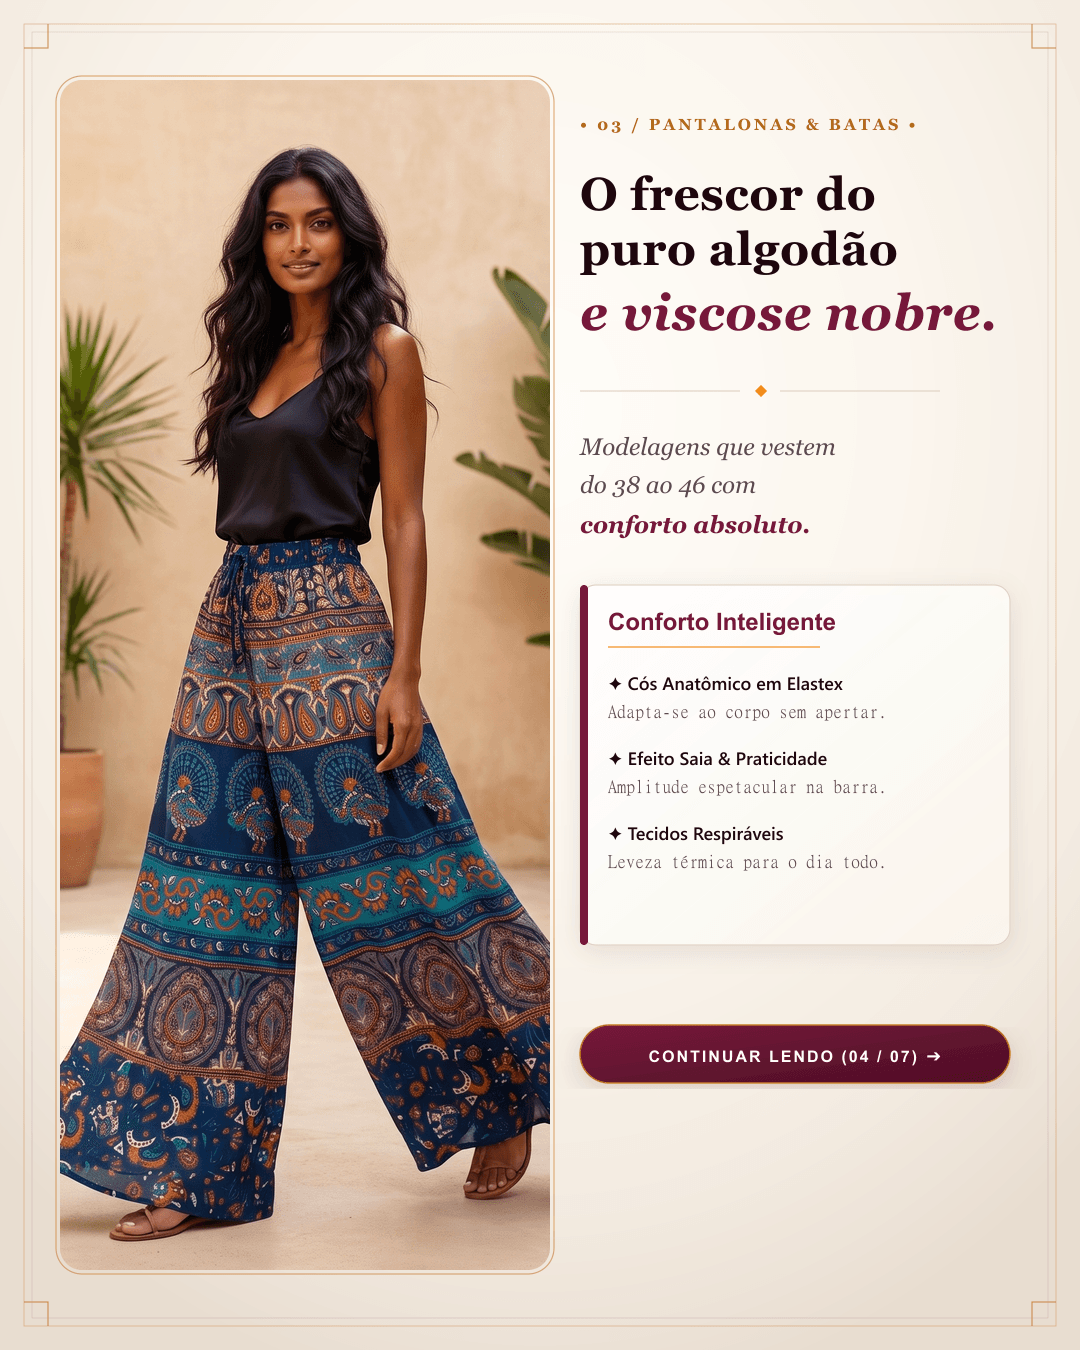 • 03 / PANTALONAS & BATAS •
O frescor do
puro algodão
e viscose nobre.
Modelagens que vestem
do 38 ao 46 com
conforto absoluto.
Conforto Inteligente
✦ Cós Anatômico em Elastex
Adapta-se ao corpo sem apertar.
✦ Efeito Saia & Praticidade
Amplitude espetacular na barra.
✦ Tecidos Respiráveis
Leveza térmica para o dia todo.
CONTINUAR LENDO (04 / 07) ➔